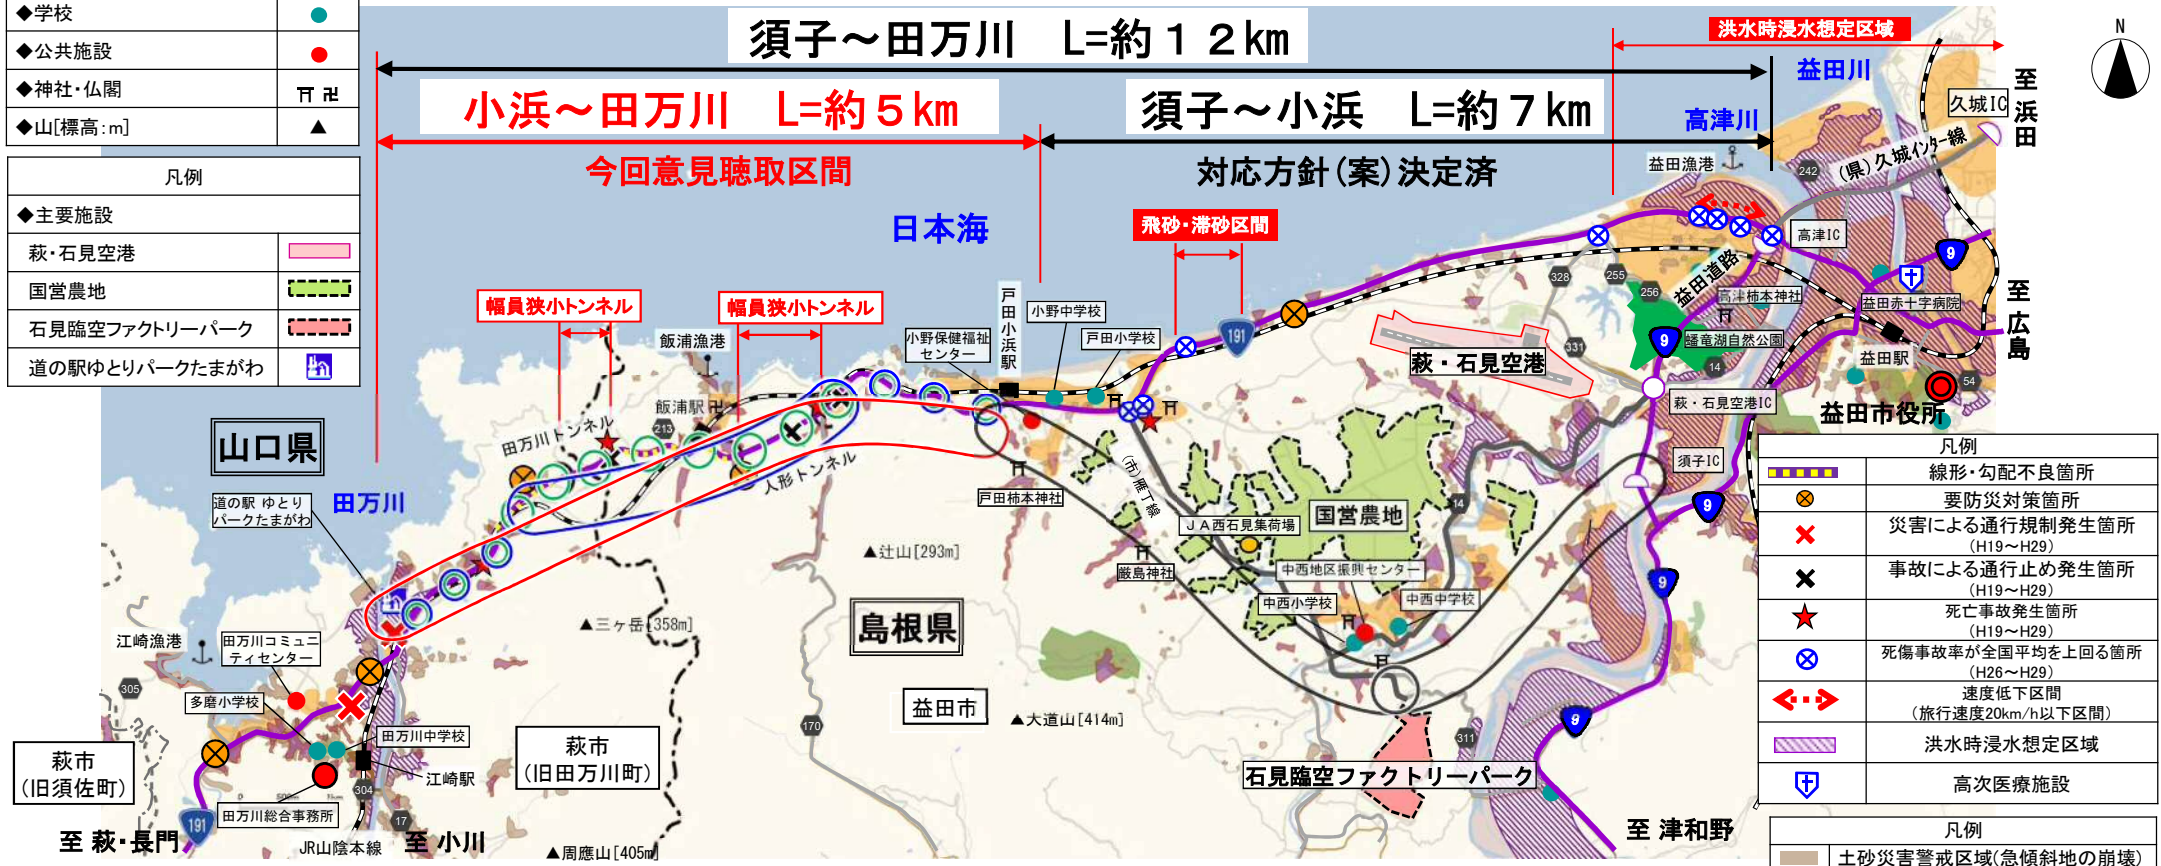 ◆学校
◆公共施設
◆神社・仏閣
◆山[標高:m]
凡例
◆主要施設
萩・石見空港
国営農地
石見臨空ファクトリーパーク
道の駅ゆとりパークたまがわ
須子～田万川 L=約12km
小浜～田万川 L=約5km
今回意見聴取区間
須子～小浜 L=約7km
対応方針(案)決定済
洪水時浸水想定区域
益田川
高津川
久城IC
至浜田
N
(県)久城インター線
益田漁港
242
日本海
飛砂・滞砂区間
高津IC
9
益田道路
328
255
256
高津柿本神社
益田赤十字病院
至広島
幅員狭小トンネル
幅員狭小トンネル
飯浦漁港
戸田小浜駅
小野中学校
小野保健福祉
センター
戸田小学校
191
萩・石見空港
331
9
蟠竜湖自然公園
14
益田駅
54
萩・石見空港IC
益田市役所
飯浦駅
卍
213
田万川トンネル
人形トンネル
山口県
道の駅 ゆとり
パークたまがわ
田万川
戸田柿本神社
(市)雁丁線
JA西石見集荷場
国営農地
14
須子IC
9
▲辻山[293m]
厳島神社
中西地区振興センター
中西小学校
中西中学校
9
▲三ヶ岳[358m]
島根県
江崎漁港
田万川コミュニ
ティセンター
305
多磨小学校
益田市
▲大道山[414m]
170
311
9
田万川中学校
萩市
(旧須佐町)
萩市
(旧田万川町)
江崎駅
304
石見臨空ファクトリーパーク
田万川総合事務所
191
17
至 萩・長門
JR山陰本線
至 小川
▲周應山[405m]
至 津和野
凡例
線形・勾配不良箇所
要防災対策箇所
災害による通行規制発生箇所
(H19～H29)
事故による通行止め発生箇所
(H19～H29)
死亡事故発生箇所
(H19～H29)
死傷事故率が全国平均を上回る箇所
(H26～H29)
速度低下区間
(旅行速度20km/h以下区間)
洪水時浸水想定区域
高次医療施設
凡例
土砂災害警戒区域(急傾斜地の崩壊)